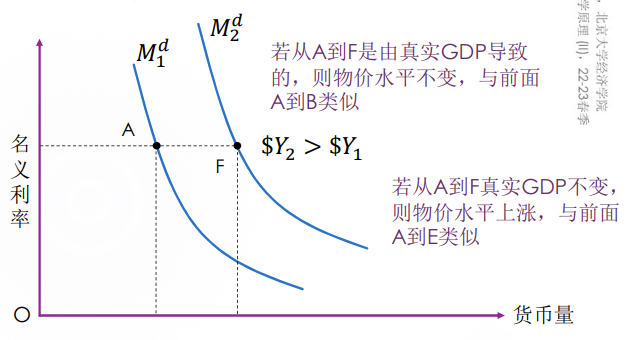 M₁ᵈ
M₂ᵈ
若从A到F是由真实GDP导致
的，则物价水平不变，与前面
A到B类似
A
F
$Y₂ > $Y₁
名义利率
若从A到F真实GDP不变，
则物价水平上涨，与前面
A到E类似
O
货币量
，北京大学经济学院
学原理 (II)，22-23春季